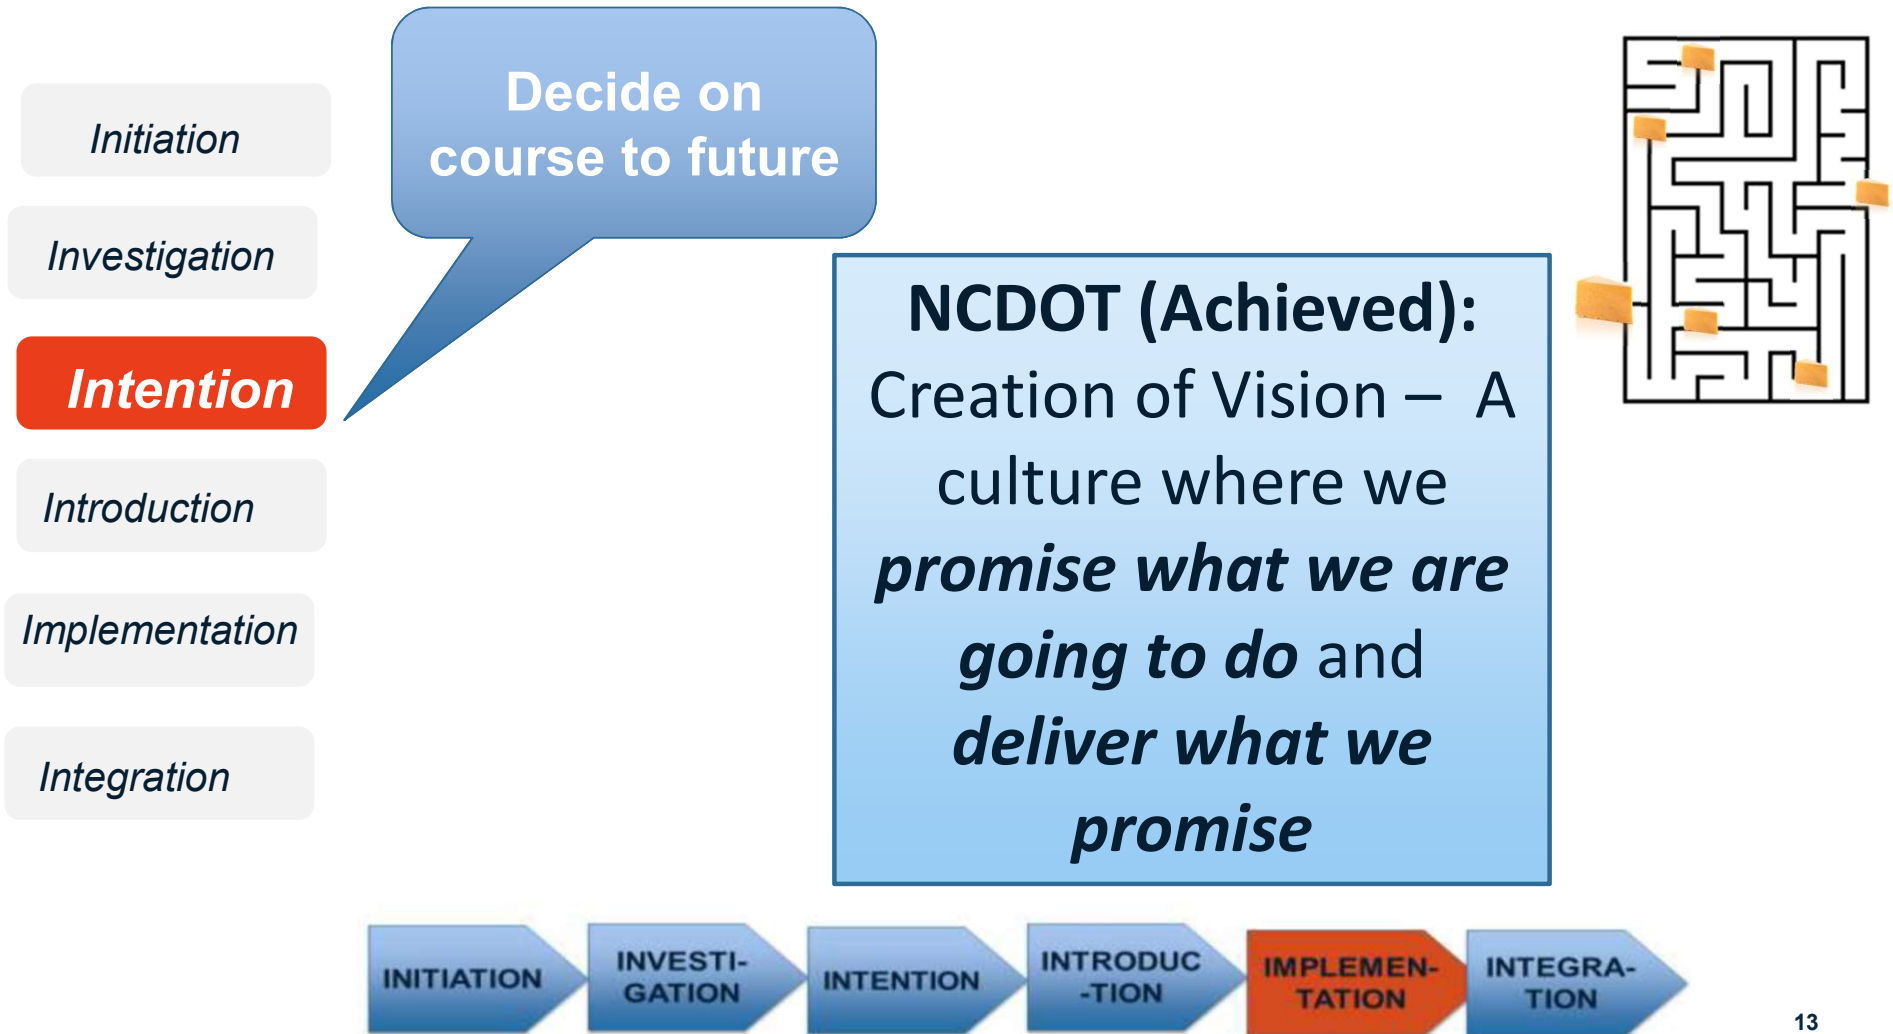 Decide on
course to future
Initiation
Investigation
Intention
Introduction
Implementation
Integration
NCDOT (Achieved):
Creation of Vision – A
culture where we
promise what we are
going to do and
deliver what we
promise
INITIATION
INVESTI-
GATION
INTENTION
INTRODUC
-TION
IMPLEMEN-
TATION
INTEGRA-
TION
13